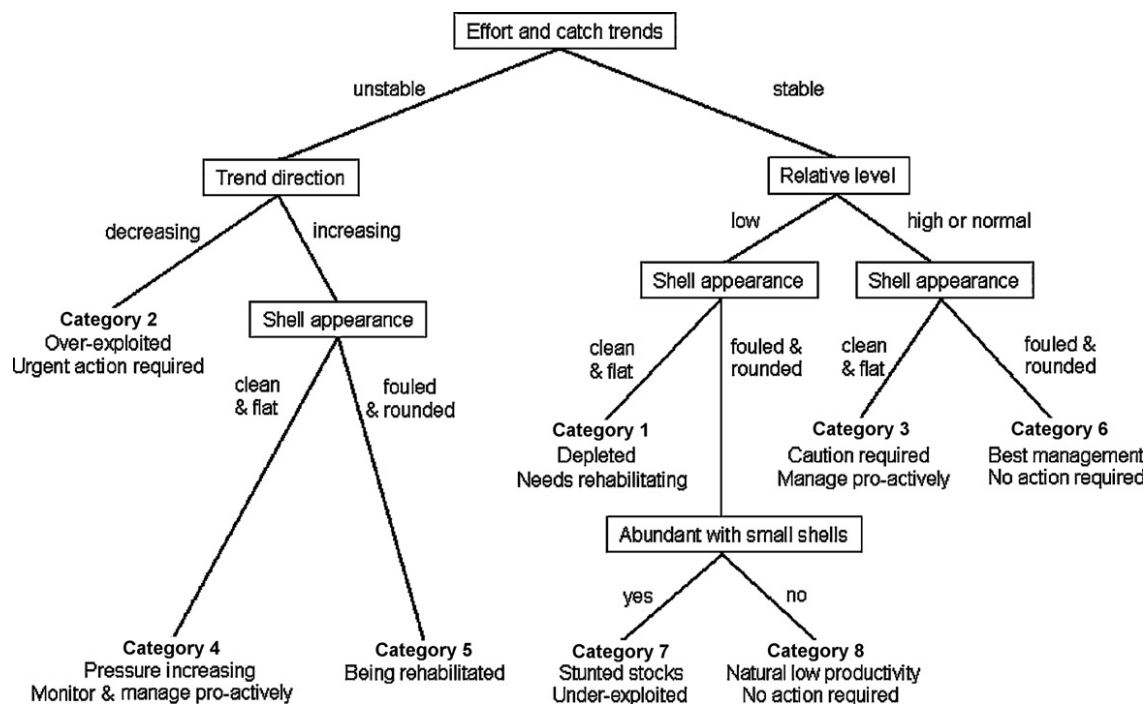 Effort and catch trends
unstable
stable
Trend direction
Relative level
decreasing
increasing
low
high or normal
Shell appearance
Shell appearance
Category 2
Over-exploited
Urgent action required
Shell appearance
clean
& flat
fouled &
rounded
clean
& flat
fouled &
rounded
clean
& flat
fouled
& rounded
Category 1
Depleted
Needs rehabilitating
Category 3
Caution required
Manage pro-actively
Category 6
Best management
No action required
Abundant with small shells
yes
no
Category 4
Pressure increasing
Monitor & manage pro-actively
Category 5
Being rehabilitated
Category 7
Stunted stocks
Under-exploited
Category 8
Natural low productivity
No action required